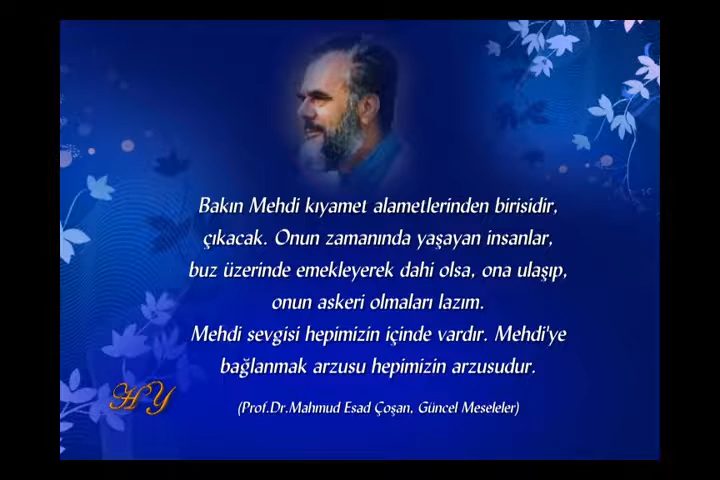 Bakın Mehdi kıyamet alametlerinden birisidir,
çıkacak. Onun zamanında yaşayan insanlar,
buz üzerinde emekleyerek dahi olsa, ona ulaşıp,
onun askeri olmaları lazım.
Mehdi sevgisi hepimizin içinde vardır. Mehdi'ye
bağlanmak arzusu hepimizin arzusudur.
HY
(Prof.Dr.Mahmud Esad Çoşan, Güncel Meseleler)